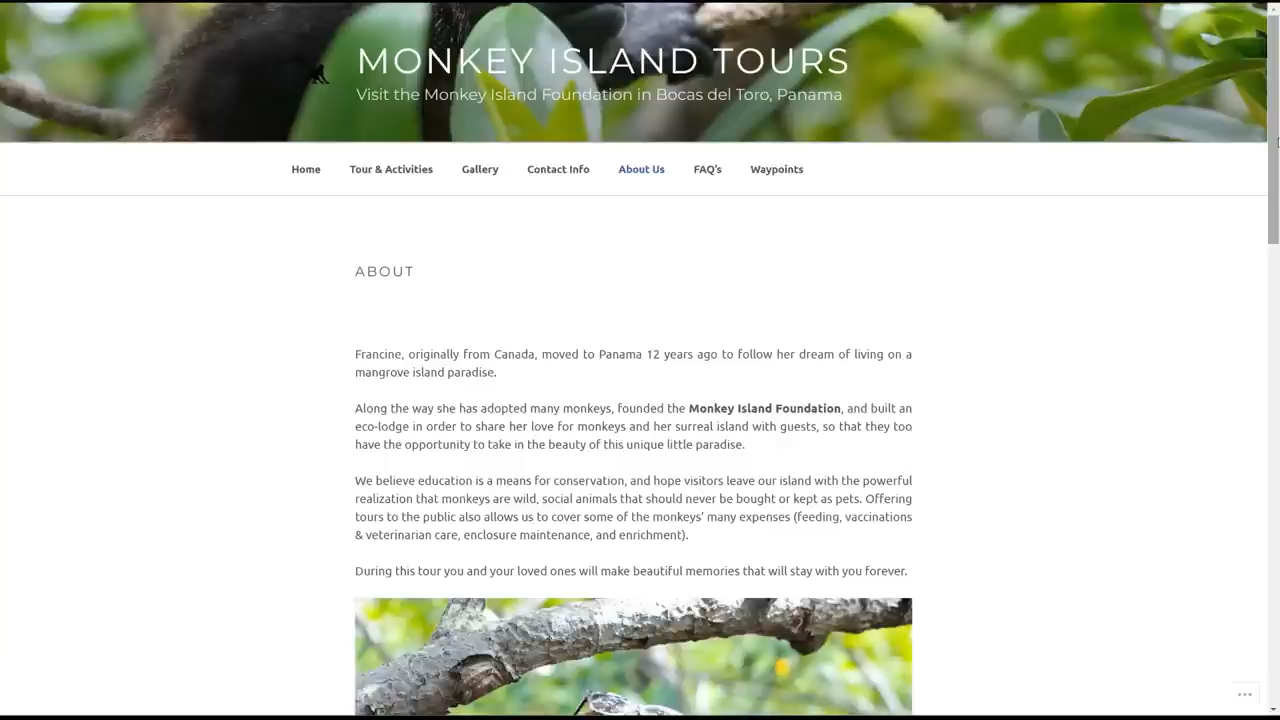 MONKEY ISLAND TOURS
Visit the Monkey Island Foundation in Bocas del Toro, Panama
Home Tour & Activities Gallery Contact Info About Us FAQ's Waypoints
ABOUT
Francine, originally from Canada, moved to Panama 12 years ago to follow her dream of living on a
mangrove island paradise.
Along the way she has adopted many monkeys, founded the Monkey Island Foundation, and built an
eco-lodge in order to share her love for monkeys and her surreal island with guests, so that they too
have the opportunity to take in the beauty of this unique little paradise.
We believe education is a means for conservation, and hope visitors leave our island with the powerful
realization that monkeys are wild, social animals that should never be bought or kept as pets. Offering
tours to the public also allows us to cover some of the monkeys’ many expenses (feeding, vaccinations
& veterinarian care, enclosure maintenance, and enrichment).
During this tour you and your loved ones will make beautiful memories that will stay with you forever.